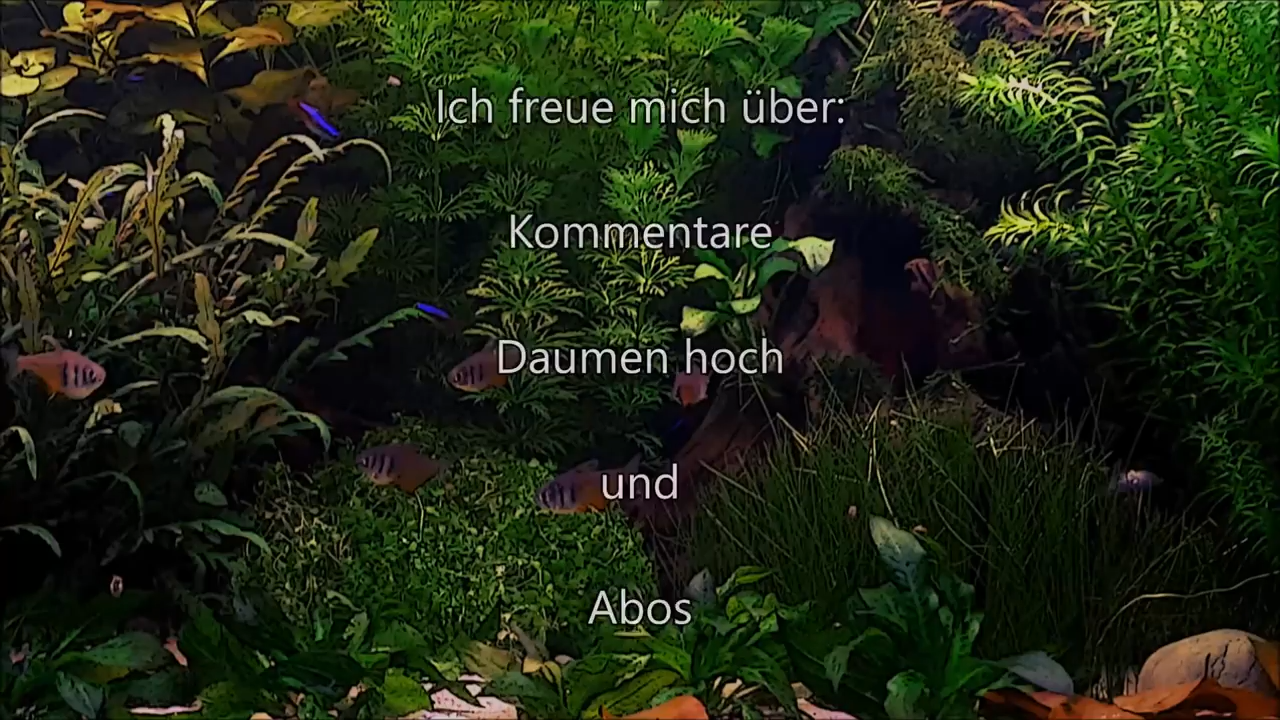 Ich freue mich über:
Kommentare
Daumen hoch
und
Abos